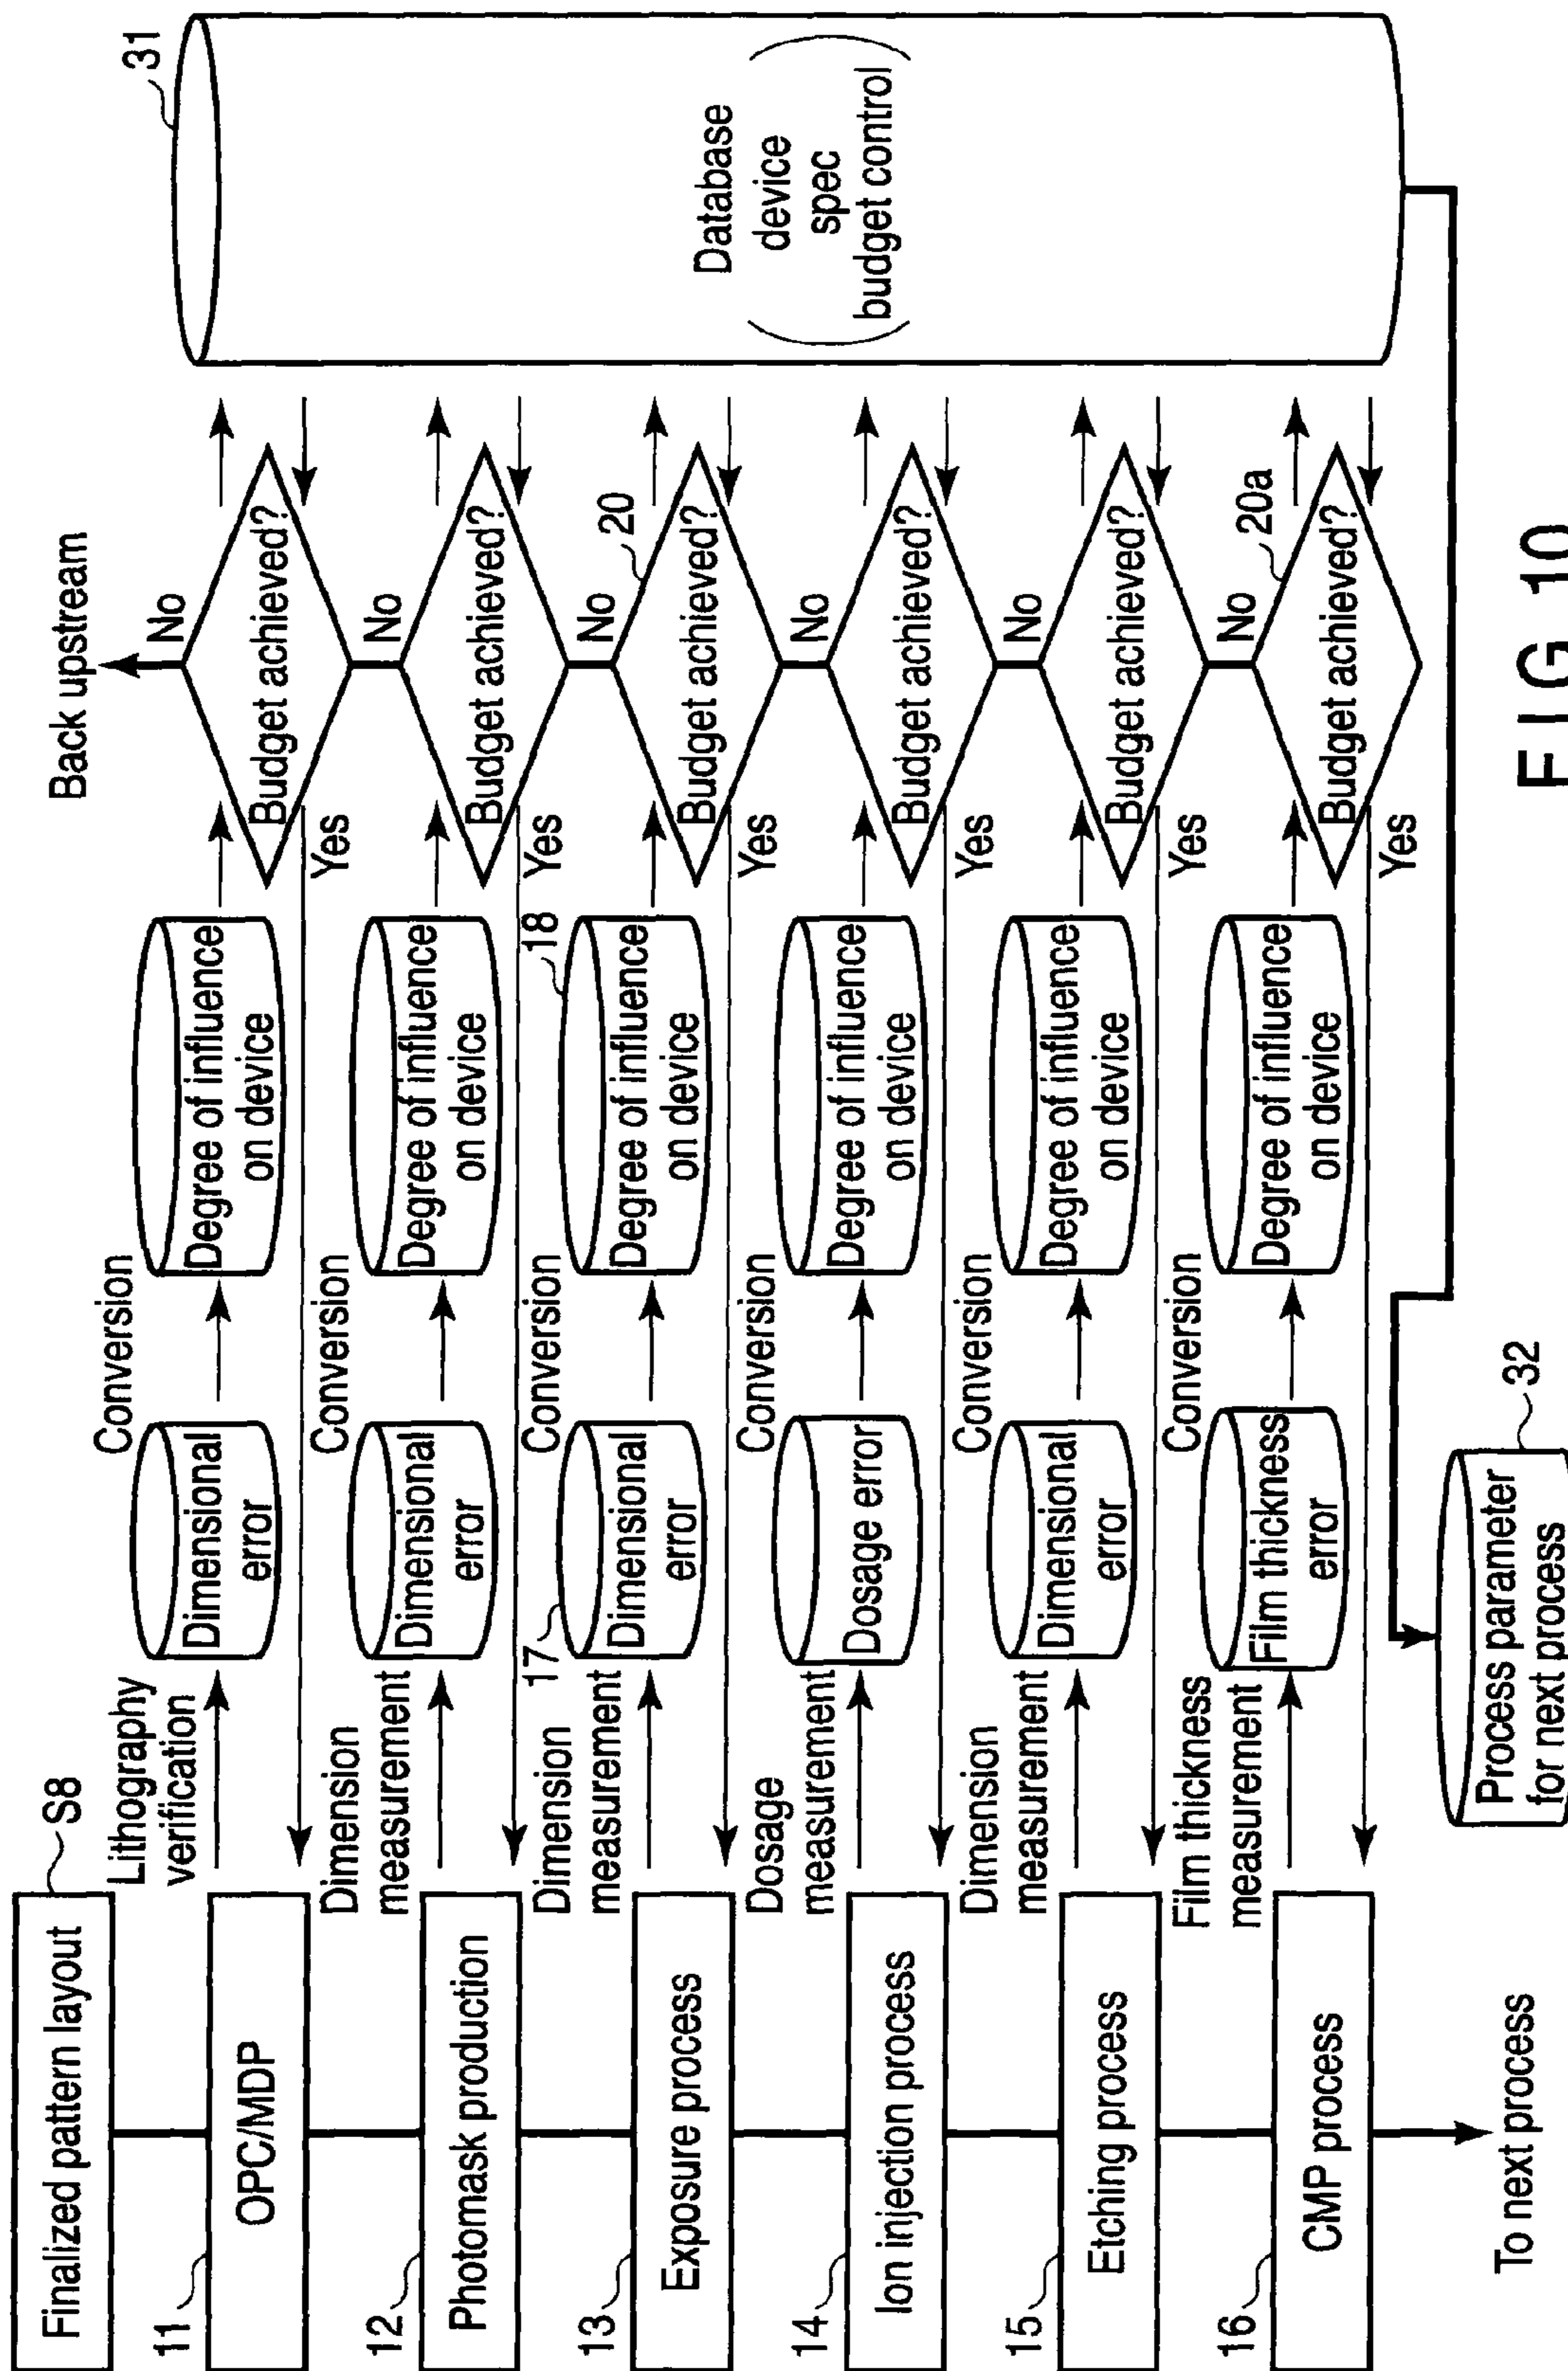 Finalized pattern layout
S8
Back upstream
31
11
OPC/MDP
Lithography
verification
Dimensional
error
Conversion
Degree of influence
on device
Budget achieved?
No
Yes
12
Photomask production
Dimension
measurement
Dimensional
error
Conversion
Degree of influence
on device
Budget achieved?
No
Yes
13
Exposure process
Dimension
measurement
17
Dimensional
error
Conversion
18
Degree of influence
on device
Budget achieved?
No
20
Yes
14
Ion injection process
Dosage
measurement
Dosage error
Conversion
Degree of influence
on device
Budget achieved?
No
Yes
15
Etching process
Dimension
measurement
Dimensional
error
Conversion
Degree of influence
on device
Budget achieved?
No
Yes
16
CMP process
Film thickness
measurement
Film thickness
error
Conversion
Degree of influence
on device
Budget achieved?
No
20a
Yes
Database
( device
spec
budget control )
To next process
Process parameter
for next process
32
FIG. 10